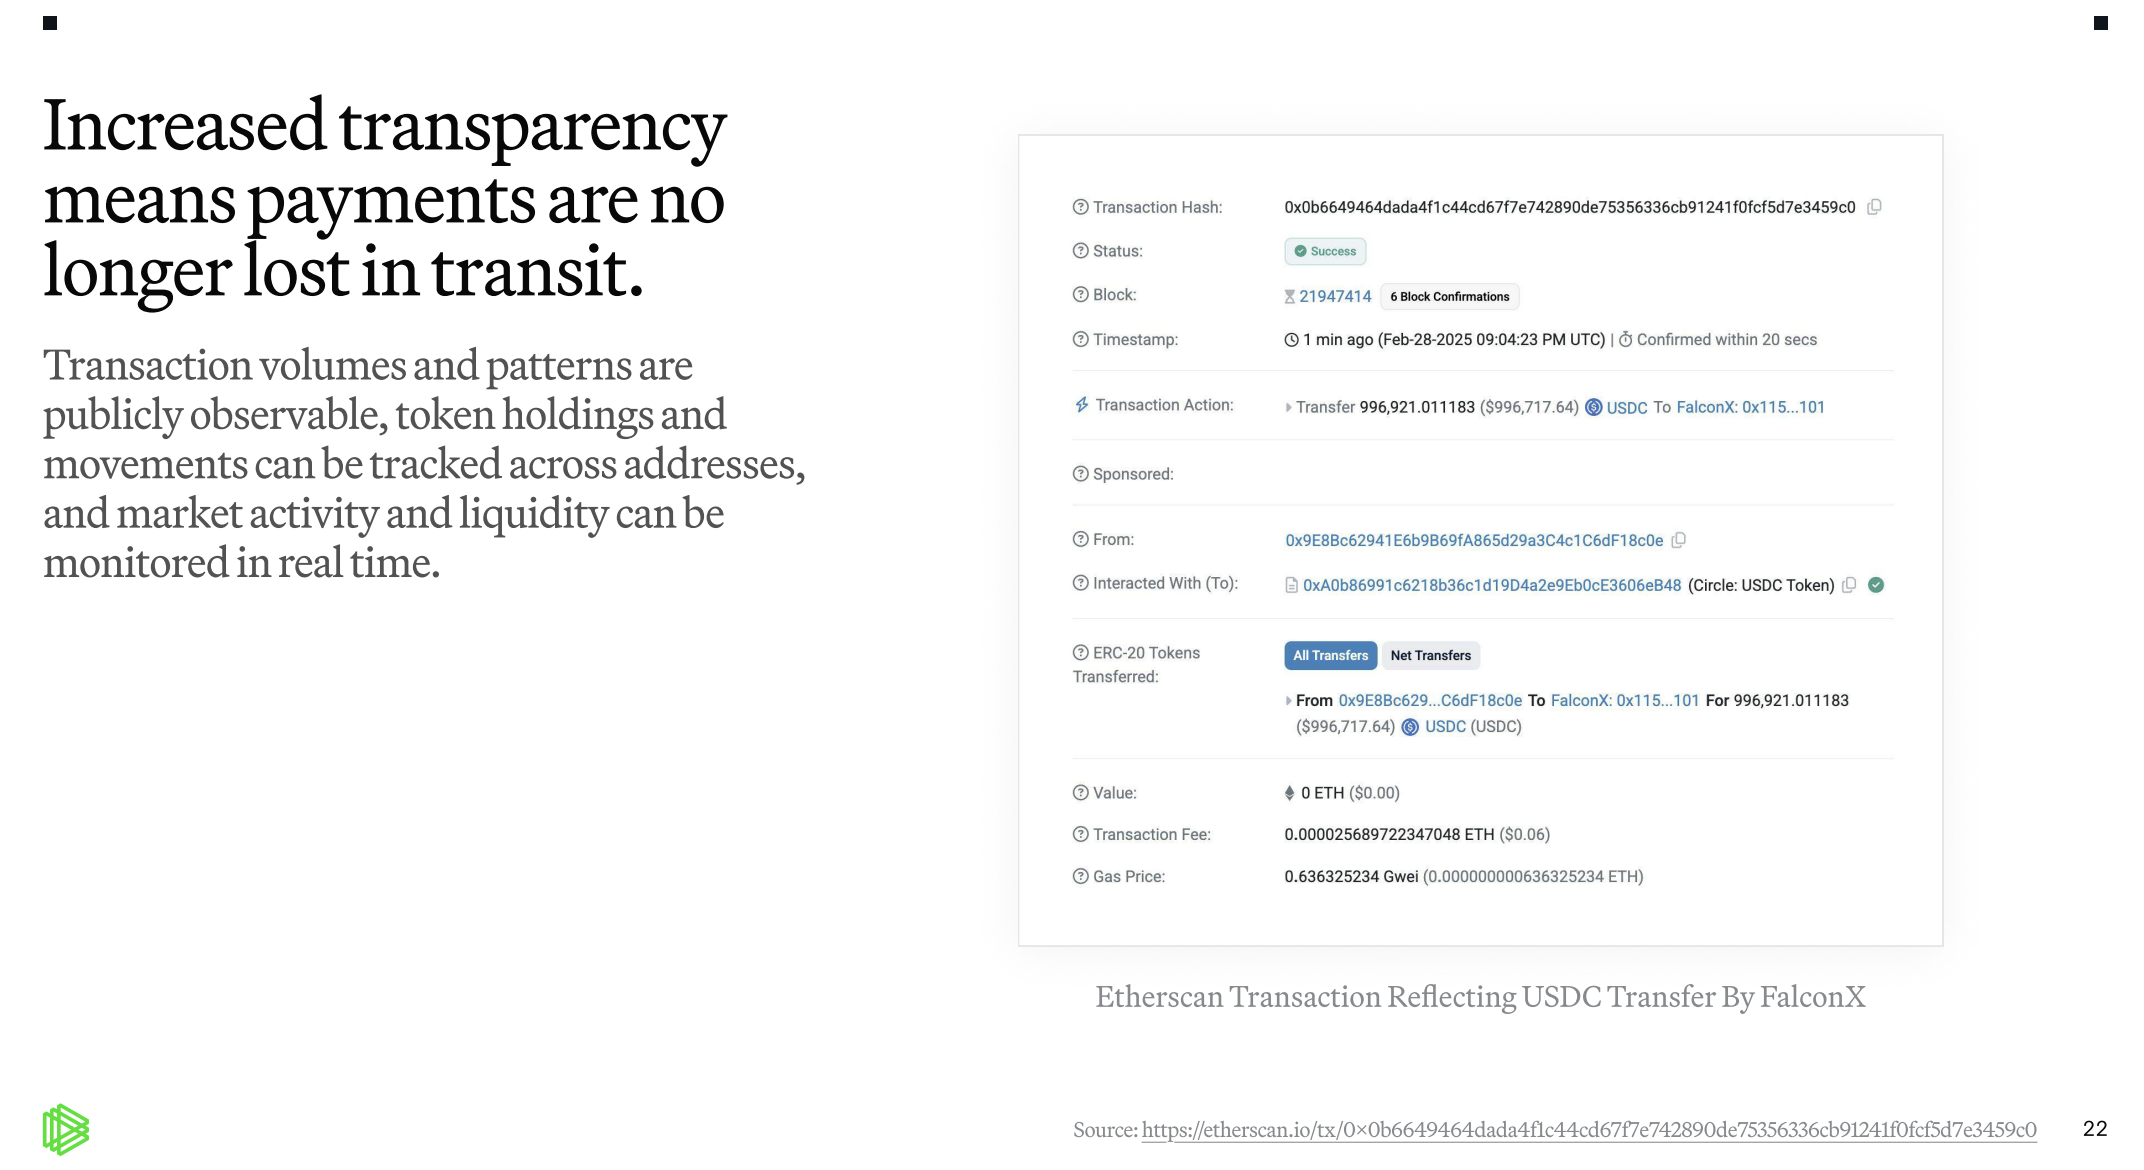 Increased transparency
means payments are no
longer lost in transit.
Transaction volumes and patterns are
publicly observable, token holdings and
movements can be tracked across addresses,
and market activity and liquidity can be
monitored in real time.
Transaction Hash: 0x0b6649464dada4f1c44cd67f7e742890de75356336cb91241f0fcf5d7e3459c0
Status: Success
Block: 21947414 6 Block Confirmations
Timestamp: 1 min ago (Feb-28-2025 09:04:23 PM UTC) | Confirmed within 20 secs
Transaction Action: Transfer 996,921.011183 ($996,717.64) USDC To FalconX: 0x115...101
Sponsored:
From: 0x9E8Bc62941E6b9B69fA865d29a3C4c1C6dF18c0e
Interacted With (To): 0xA0b86991c6218b36c1d19D4a2e9Eb0cE3606eB48 (Circle: USDC Token)
ERC-20 Tokens
Transferred:
All Transfers Net Transfers
From 0x9E8Bc629...C6dF18c0e To FalconX: 0x115...101 For 996,921.011183
($996,717.64) USDC (USDC)
Value: 0 ETH ($0.00)
Transaction Fee: 0.000025689722347048 ETH ($0.06)
Gas Price: 0.636325234 Gwei (0.000000000636325234 ETH)
Etherscan Transaction Reflecting USDC Transfer By FalconX
Source: https://etherscan.io/tx/0×0b6649464dada4f1c44cd67f7e742890de75356336cb91241f0fcf5d7e3459c0
22